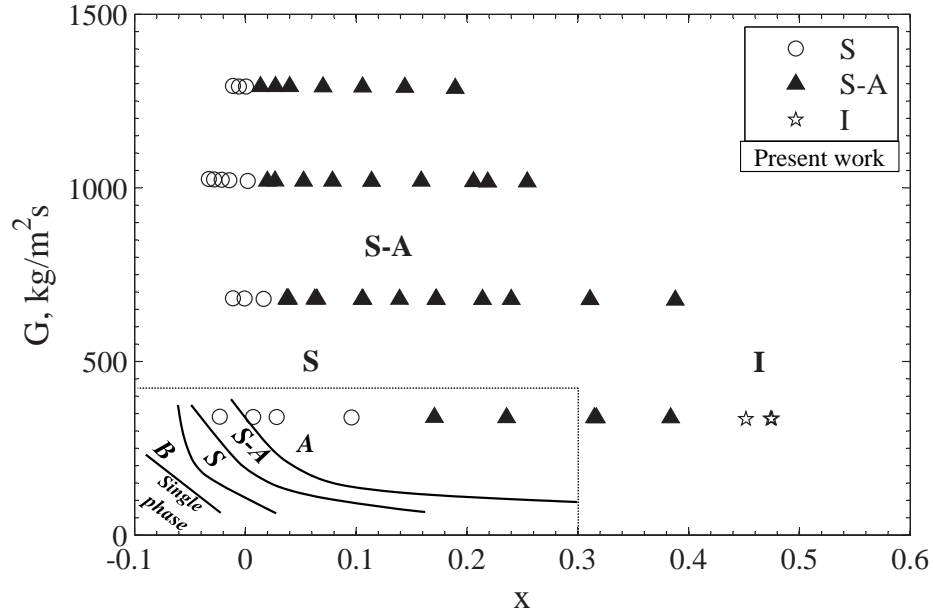 1500
1000
500
0
G, kg/m²s
S
S-A
I
Present work
S-A
S
I
B
S
S-A
A
Single
phase
-0.1
0
0.1
0.2
0.3
0.4
0.5
0.6
x